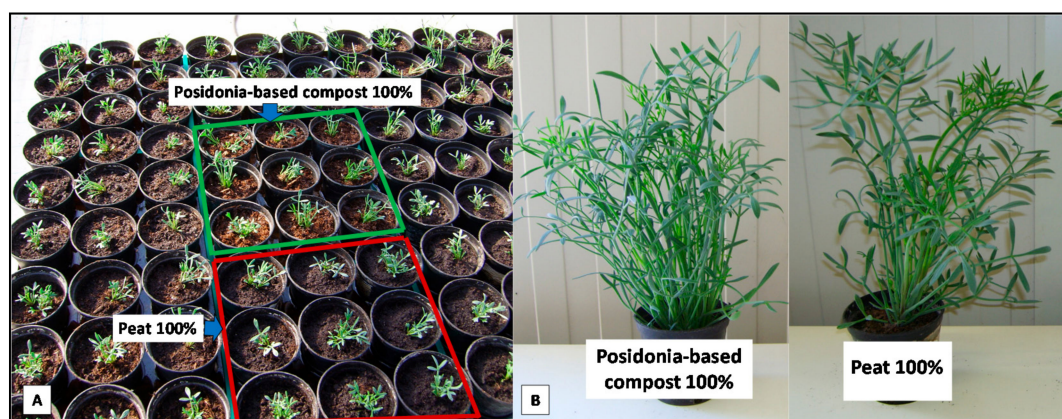 Posidonia-based compost 100%
Peat 100%
A
B
Posidonia-based
compost 100%
Peat 100%